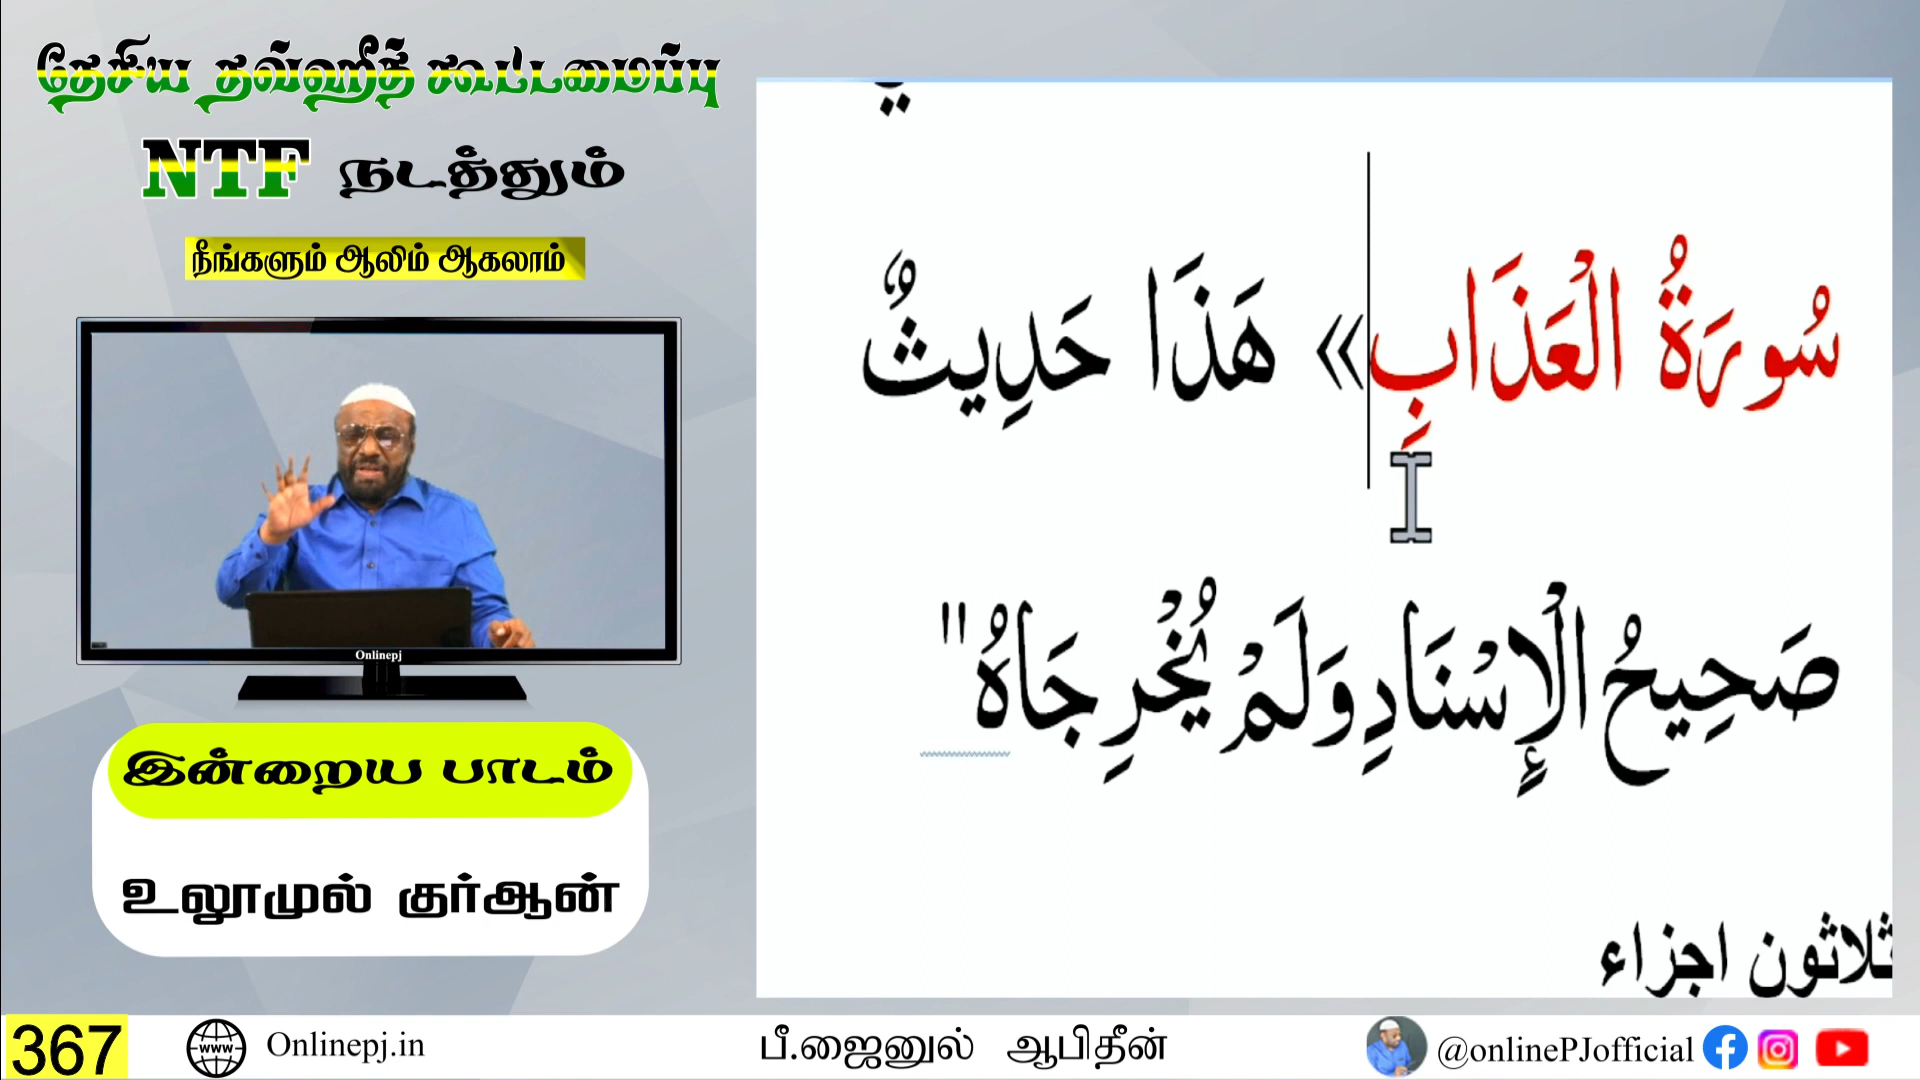 தேசிய தவ்ஹீத் கூட்டமைப்பு
NTF நடத்தும்
நீங்களும் ஆலிம் ஆகலாம்
Onlinepj
இன்றைய பாடம்
உலூமுல் குர்ஆன்
سُورَةُ الْعَذَابِ» هَذَا حَدِيثٌ
صَحِيحُ الْإِسْنَادِ وَلَمْ يُخْرِجَاهُ"
ثلاثون اجزاء
367
www
Onlinepj.in
பீ.ஜைனுல் ஆபிதீன்
@onlinePJofficial